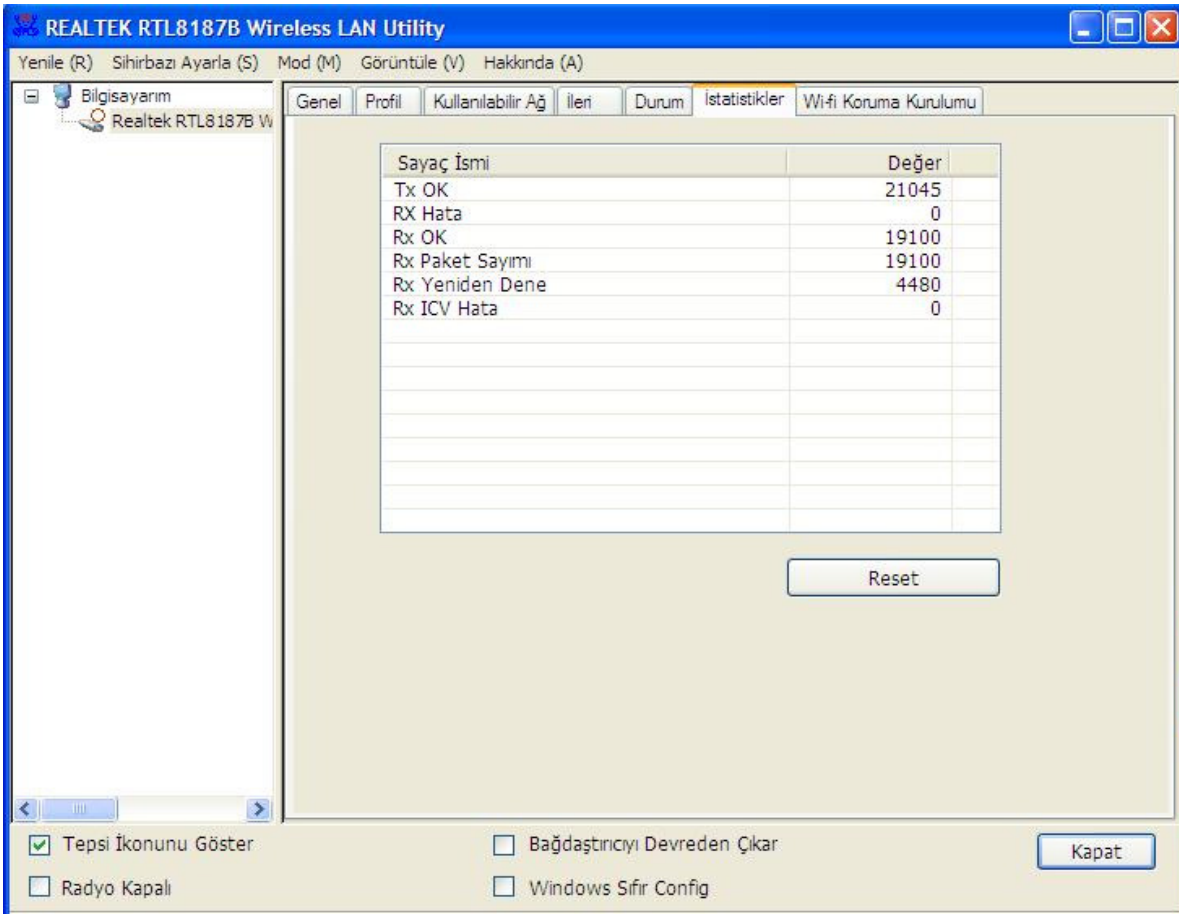 REALTEK RTL8187B Wireless LAN Utility
Yenile (R) Sihirbazı Ayarla (S) Mod (M) Görüntüle (V) Hakkında (A)
Bilgisayarım
Realtek RTL8187B W
Genel Profil Kullanılabilir Ağ İleri Durum İstatistikler Wi-fi Koruma Kurulumu
Sayaç İsmi Değer
Tx OK 21045
RX Hata 0
Rx OK 19100
Rx Paket Sayımı 19100
Rx Yeniden Dene 4480
Rx ICV Hata 0
Reset
Tepsi İkonunu Göster Bağdaştırıcıyı Devreden Çıkar Kapat
Radyo Kapalı Windows Sıfır Config